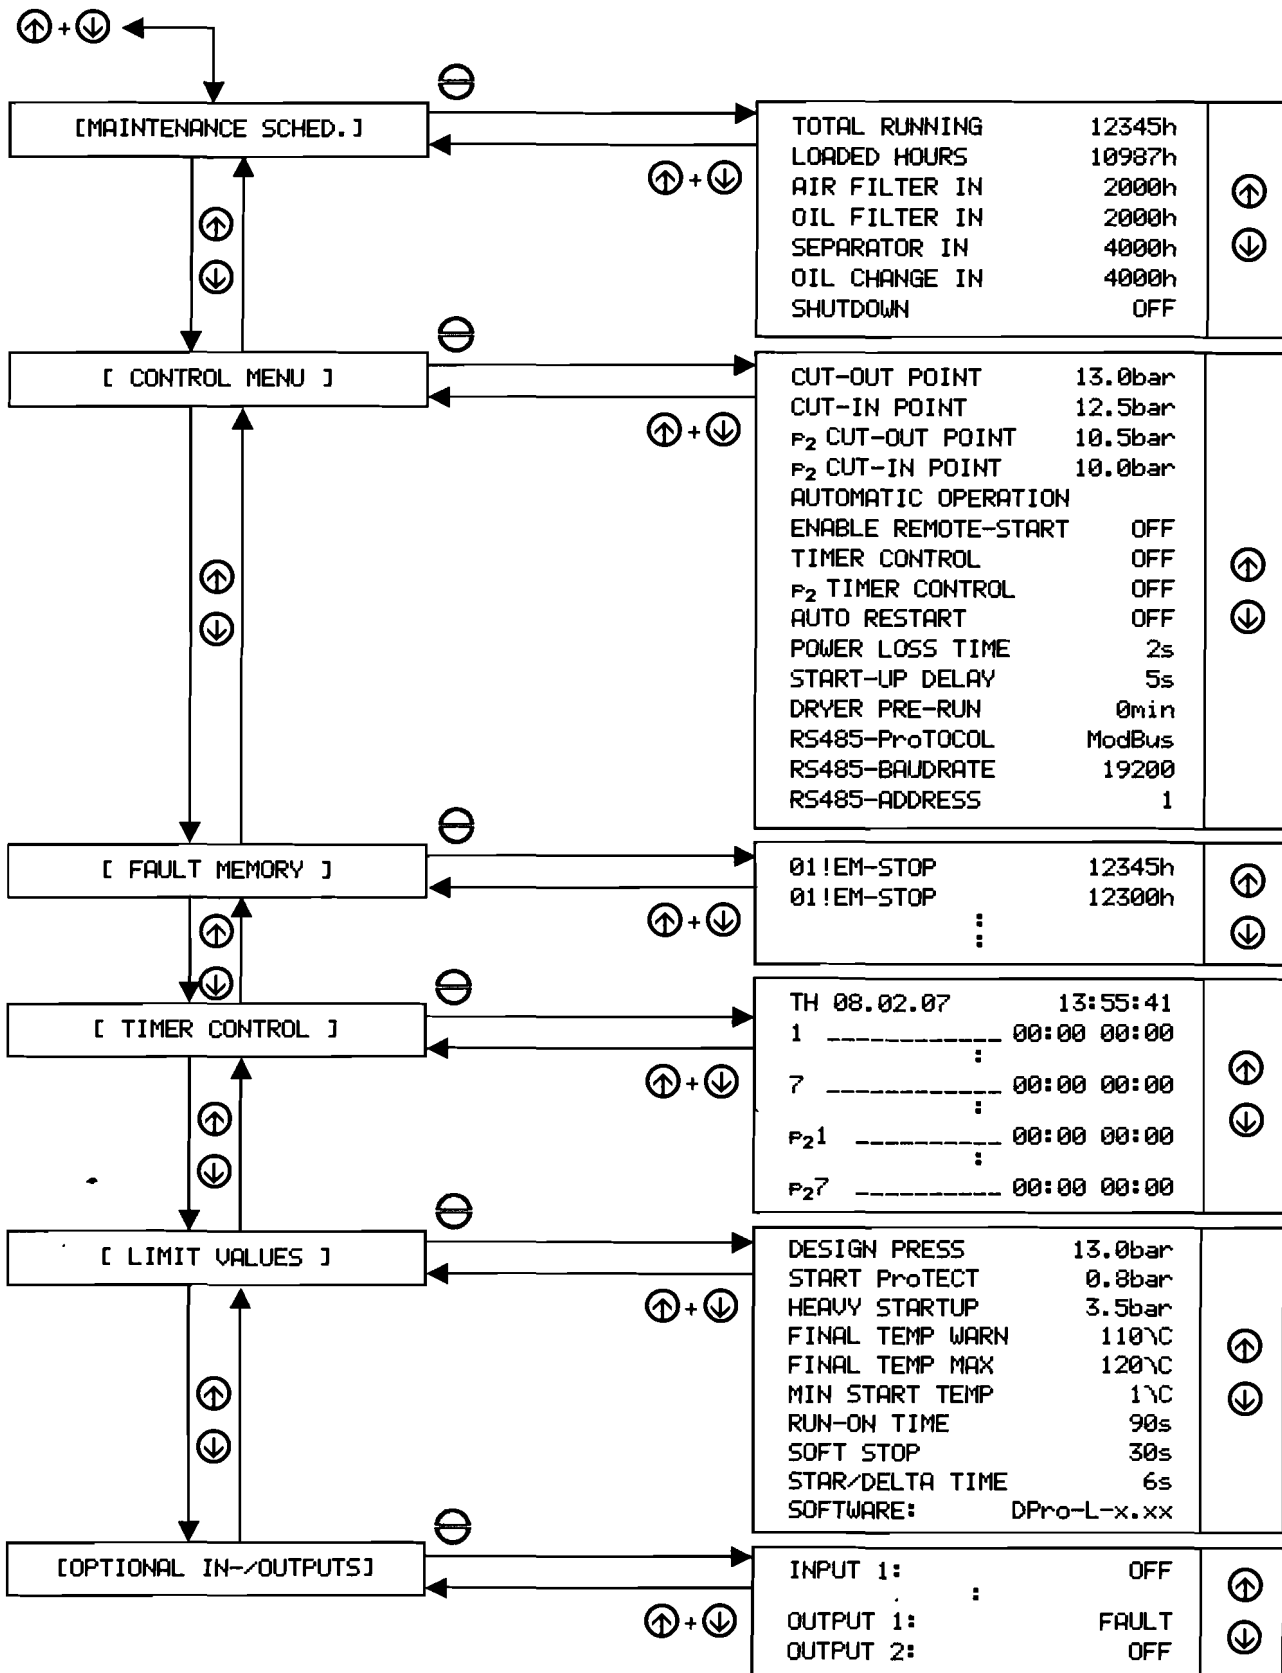 +
[MAINTENANCE SCHED.]
TOTAL RUNNING 12345h
LOADED HOURS 10987h
AIR FILTER IN 2000h
OIL FILTER IN 2000h
SEPARATOR IN 4000h
OIL CHANGE IN 4000h
SHUTDOWN OFF
+
[ CONTROL MENU ]
CUT-OUT POINT 13.0bar
CUT-IN POINT 12.5bar
P₂ CUT-OUT POINT 10.5bar
P₂ CUT-IN POINT 10.0bar
AUTOMATIC OPERATION
ENABLE REMOTE-START OFF
TIMER CONTROL OFF
P₂ TIMER CONTROL OFF
AUTO RESTART OFF
POWER LOSS TIME 2s
START-UP DELAY 5s
DRYER PRE-RUN 0min
RS485-ProTOCOL ModBus
RS485-BAUDRATE 19200
RS485-ADDRESS 1
+
[ FAULT MEMORY ]
01!EM-STOP 12345h
01!EM-STOP 12300h
:
+
[ TIMER CONTROL ]
TH 08.02.07 13:55:41
1 ____________ 00:00 00:00
:
7 ____________ 00:00 00:00
:
P₂1 __________ 00:00 00:00
:
P₂7 __________ 00:00 00:00
+
[ LIMIT VALUES ]
DESIGN PRESS 13.0bar
START ProTECT 0.8bar
HEAVY STARTUP 3.5bar
FINAL TEMP WARN 110\C
FINAL TEMP MAX 120\C
MIN START TEMP 1\C
RUN-ON TIME 90s
SOFT STOP 30s
STAR/DELTA TIME 6s
SOFTWARE: DPro-L-x.xx
+
[OPTIONAL IN-/OUTPUTS]
INPUT 1: OFF
:
OUTPUT 1: FAULT
OUTPUT 2: OFF
+